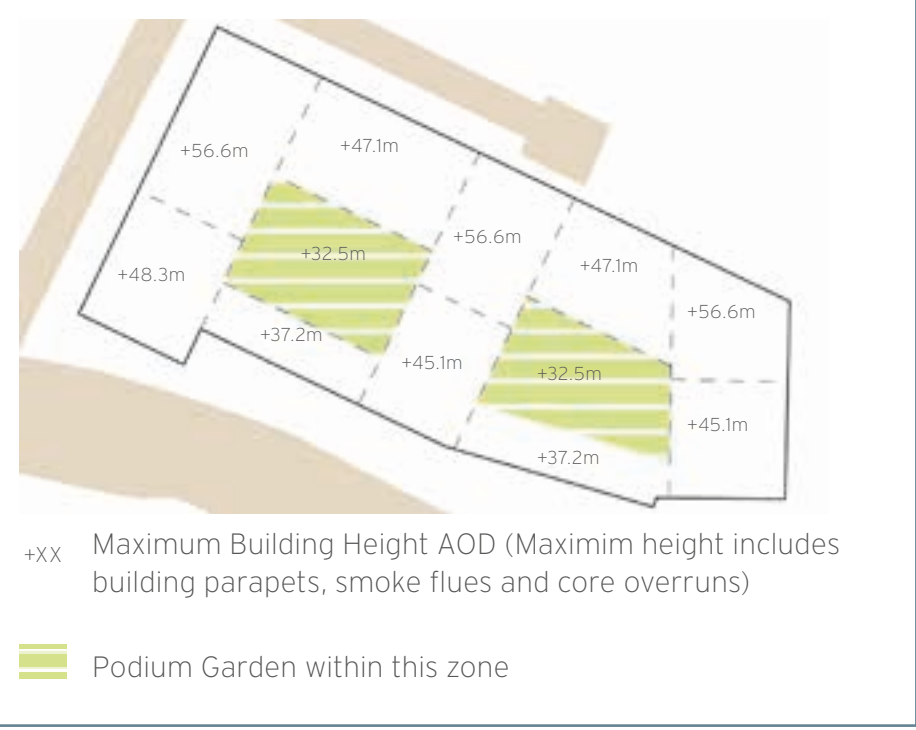 +47.1m
+56.6m
+56.6m
+32.5m
+47.1m
+48.3m
+56.6m
+37.2m
+45.1m
+32.5m
+45.1m
+37.2m
+XX Maximum Building Height AOD (Maximim height includes
building parapets, smoke flues and core overruns)
Podium Garden within this zone